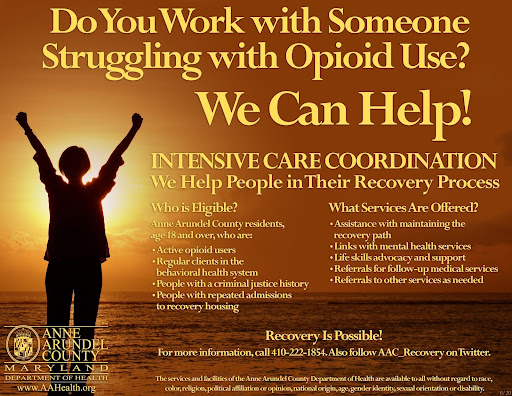 Do You Work with Someone
Struggling with Opioid Use?
We Can Help!
INTENSIVE CARE COORDINATION
We Help People in Their Recovery Process
Who is Eligible?
Anne Arundel County residents,
age 18 and over, who are:
• Active opioid users
• Regular clients in the
behavioral health system
• People with a criminal justice history
• People with repeated admissions
to recovery housing
What Services Are Offered?
• Assistance with maintaining the
recovery path
• Links with mental health services
• Life skills advocacy and support
• Referrals for follow-up medical services
• Referrals to other services as needed
ANNE
ARUNDEL
COUNTY
MARYLAND
DEPARTMENT OF HEALTH
www.AAHealth.org
Recovery Is Possible!
For more information, call 410-222-1854. Also follow AAC_Recovery on Twitter.
The services and facilities of the Anne Arundel County Department of Health are available to all without regard to race,
color, religion, political affiliation or opinion, national origin, age, gender identity, sexual orientation or disability.